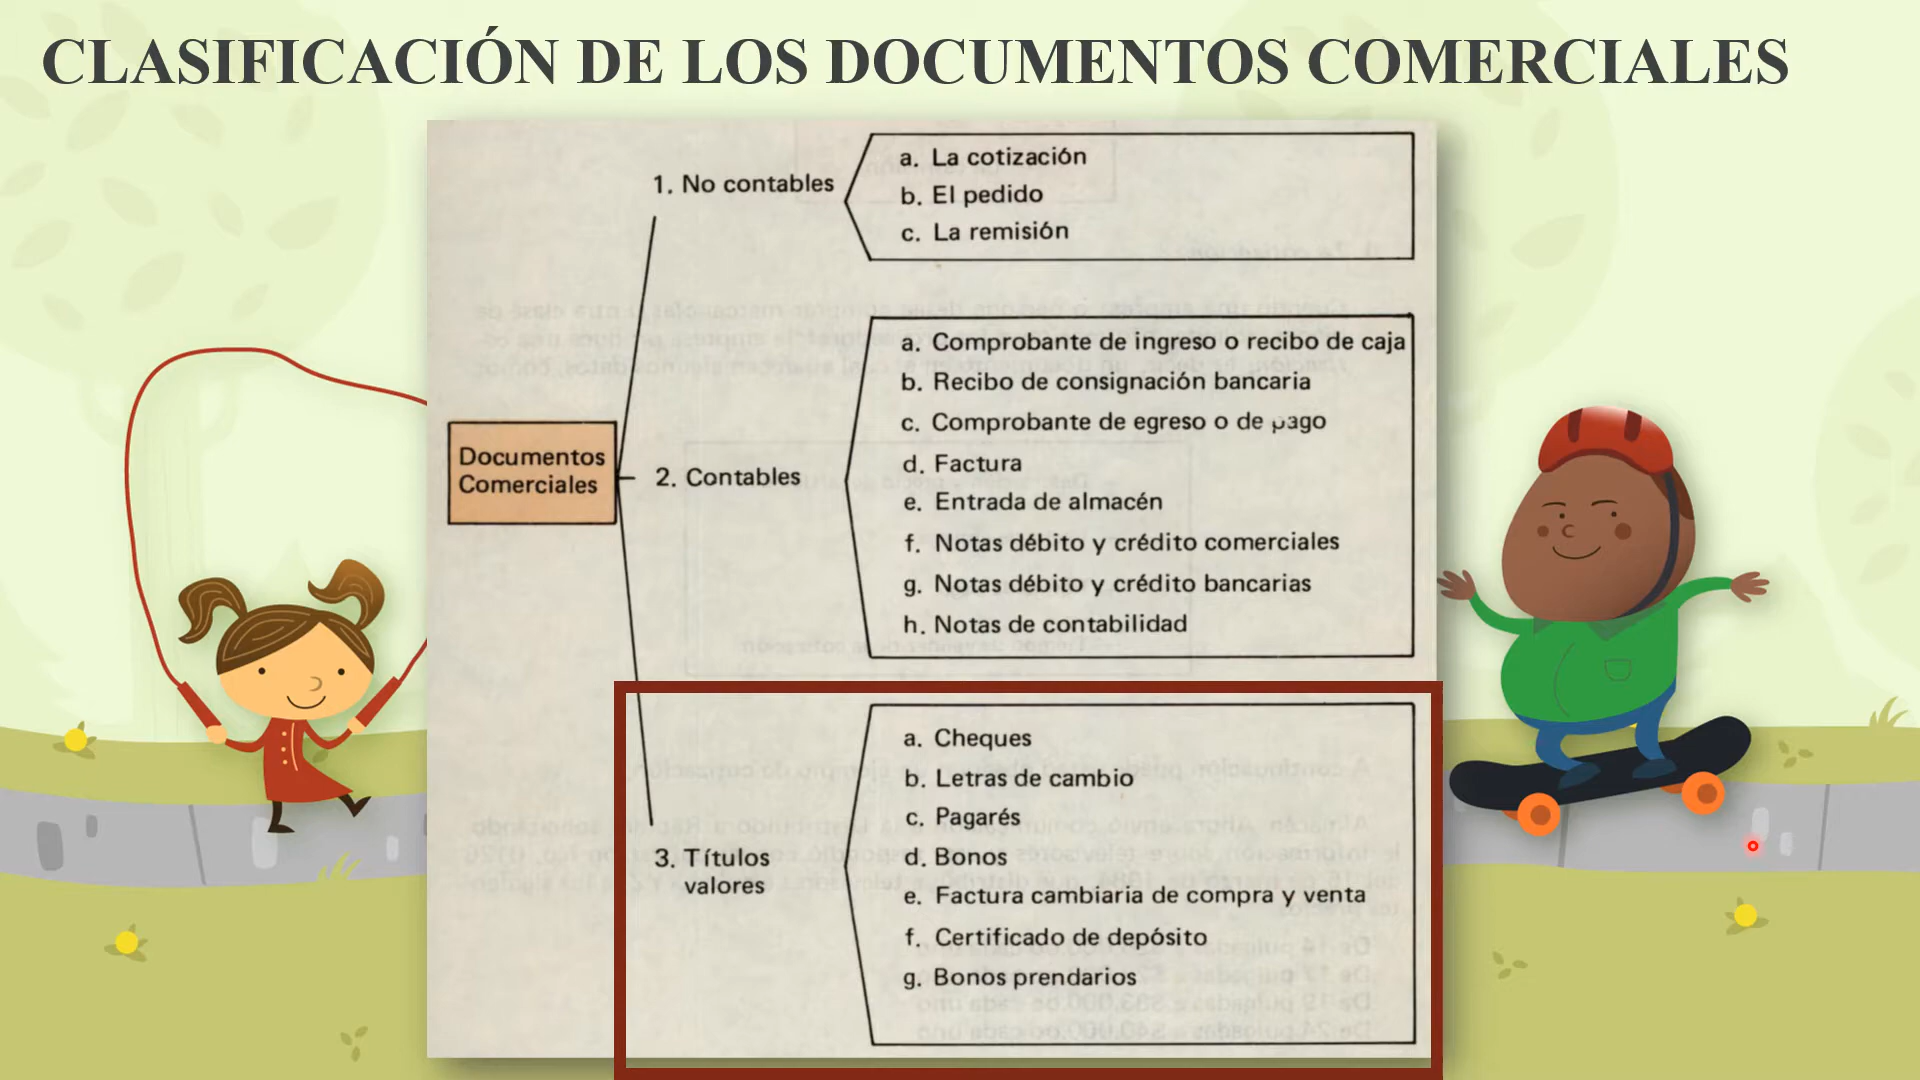 CLASIFICACIÓN DE LOS DOCUMENTOS COMERCIALES
Documentos
Comerciales
1. No contables
a. La cotización
b. El pedido
c. La remisión
2. Contables
a. Comprobante de ingreso o recibo de caja
b. Recibo de consignación bancaria
c. Comprobante de egreso o de pago
d. Factura
e. Entrada de almacén
f. Notas débito y crédito comerciales
g. Notas débito y crédito bancarias
h. Notas de contabilidad
3. Títulos
valores
a. Cheques
b. Letras de cambio
c. Pagarés
d. Bonos
e. Factura cambiaria de compra y venta
f. Certificado de depósito
g. Bonos prendarios